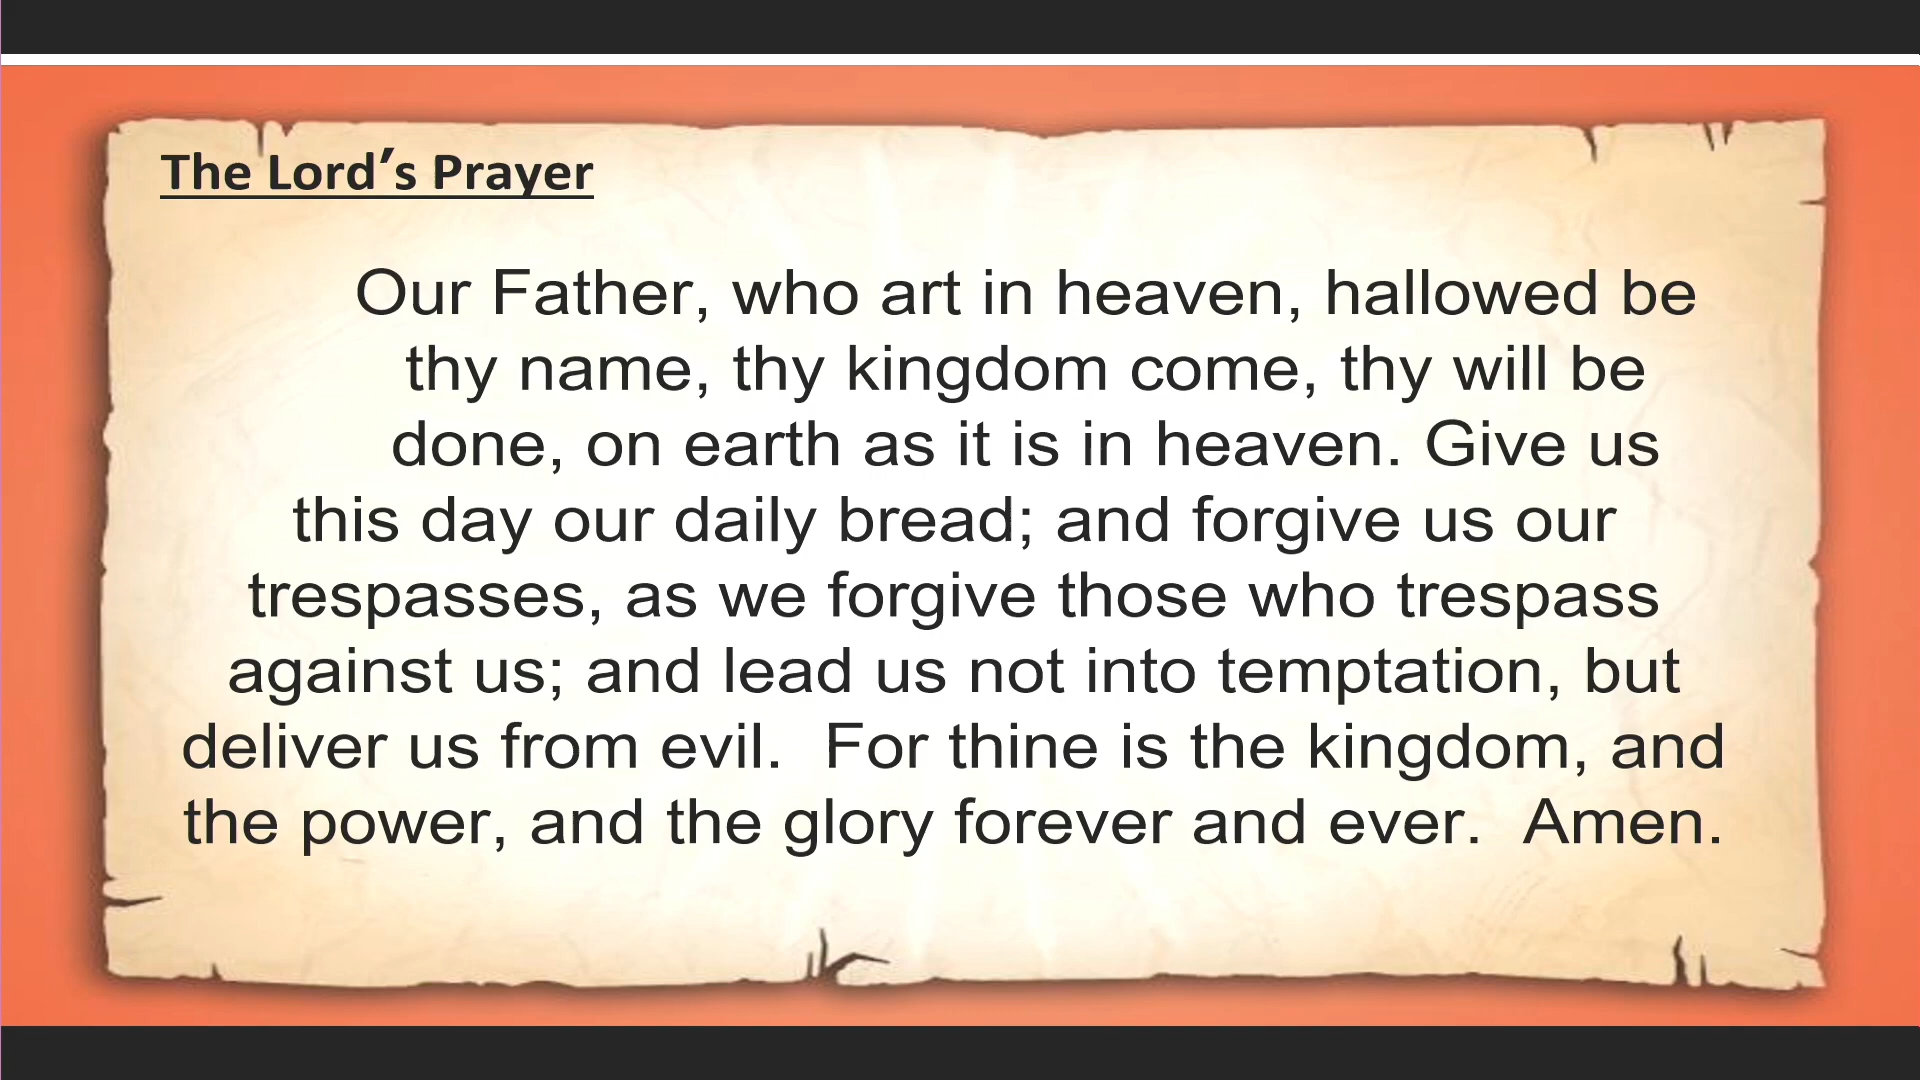 The Lord’s Prayer
Our Father, who art in heaven, hallowed be
thy name, thy kingdom come, thy will be
done, on earth as it is in heaven. Give us
this day our daily bread; and forgive us our
trespasses, as we forgive those who trespass
against us; and lead us not into temptation, but
deliver us from evil.  For thine is the kingdom, and
the power, and the glory forever and ever.  Amen.